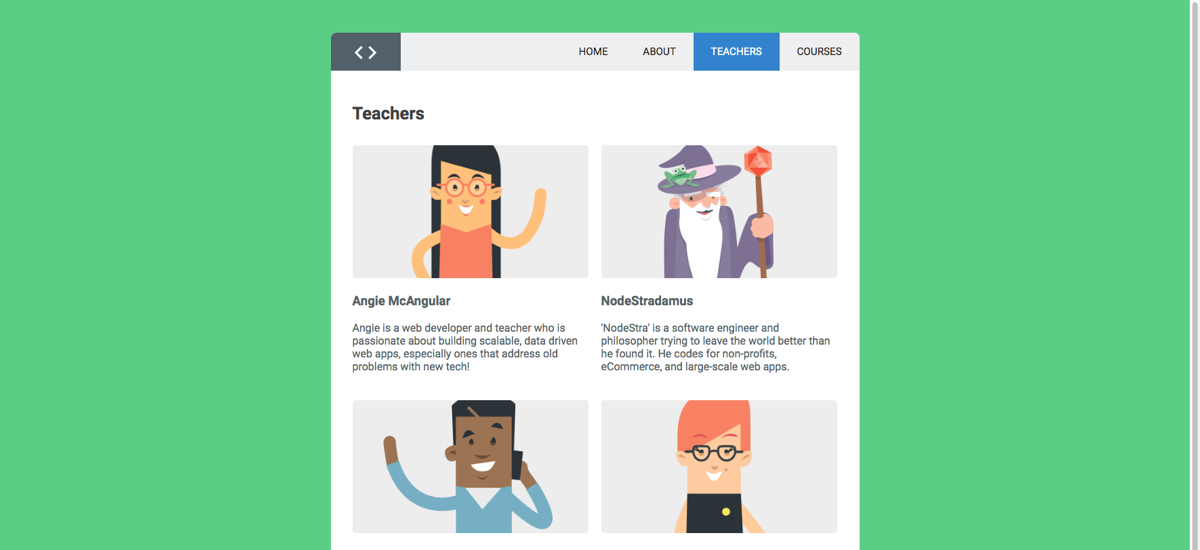 HOME ABOUT TEACHERS COURSES
Teachers
Angie McAngular
Angie is a web developer and teacher who is
passionate about building scalable, data driven
web apps, especially ones that address old
problems with new tech!
NodeStradamus
'NodeStra' is a software engineer and
philosopher trying to leave the world better than
he found it. He codes for non-profits,
eCommerce, and large-scale web apps.